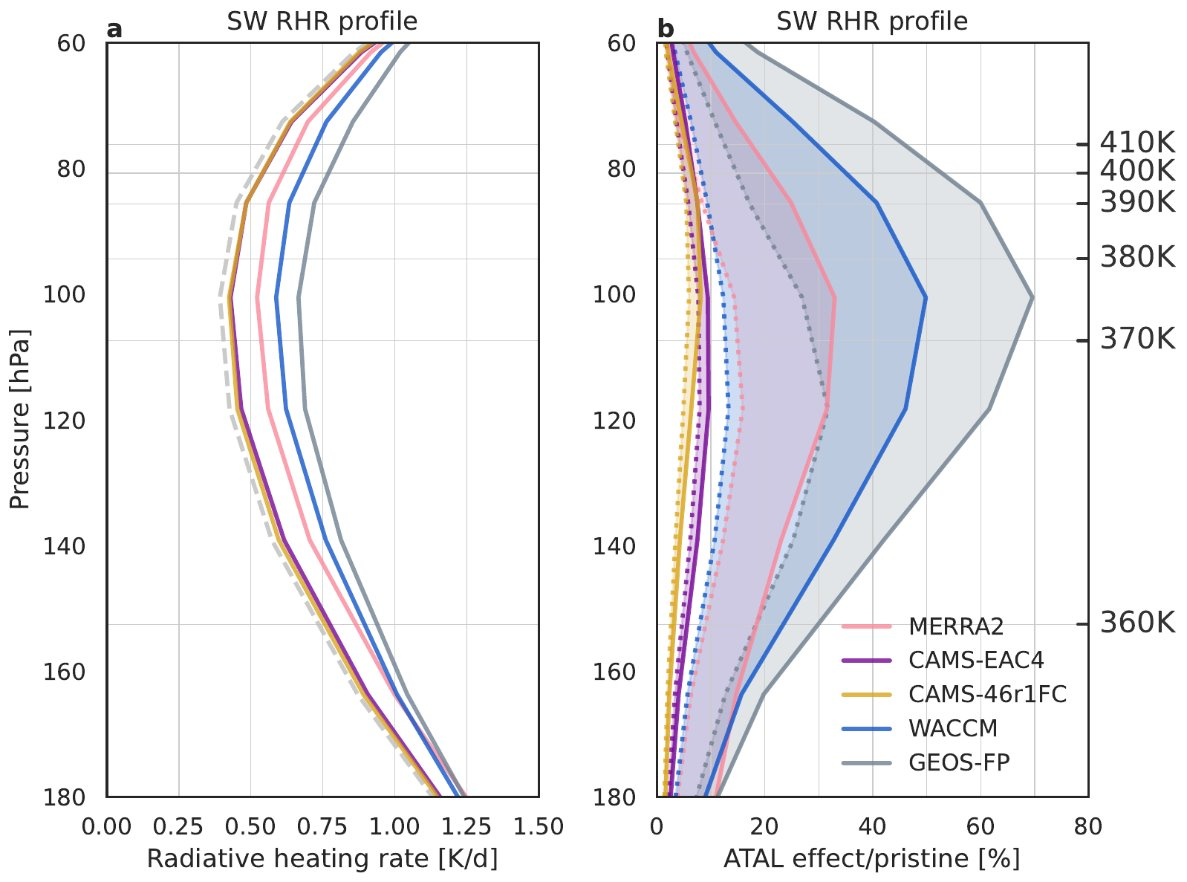 a
SW RHR profile
60
80
100
120
140
160
180
Pressure [hPa]
0.00 0.25 0.50 0.75 1.00 1.25 1.50
Radiative heating rate [K/d]
b
SW RHR profile
60
80
100
120
140
160
180
410K
400K
390K
380K
370K
360K
MERRA2
CAMS-EAC4
CAMS-46r1FC
WACCM
GEOS-FP
0 20 40 60 80
ATAL effect/pristine [%]